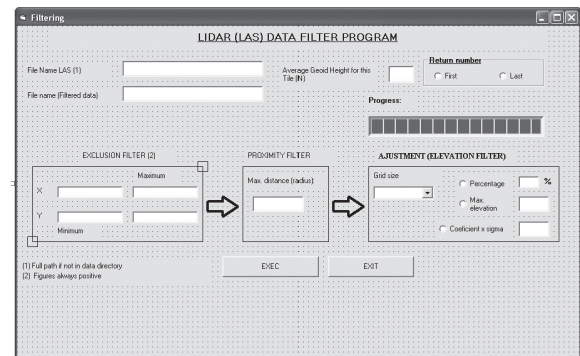 Filtering
LIDAR (LAS) DATA FILTER PROGRAM
File Name LAS (1)
Average Geoid Height for this
Tile (N)
Return number
First
Last
File name (Filtered data)
Progress:
EXCLUSION FILTER (2)
PROXIMITY FILTER
AJUSTMENT (ELEVATION FILTER)
Maximum
X
Y
Minimum
Max. distance (radius)
Grid size
Percentage
%
Max.
elevation
Coeficient x sigma
(1) Full path if not in data directory
(2) Figures always positive
EXEC
EXIT